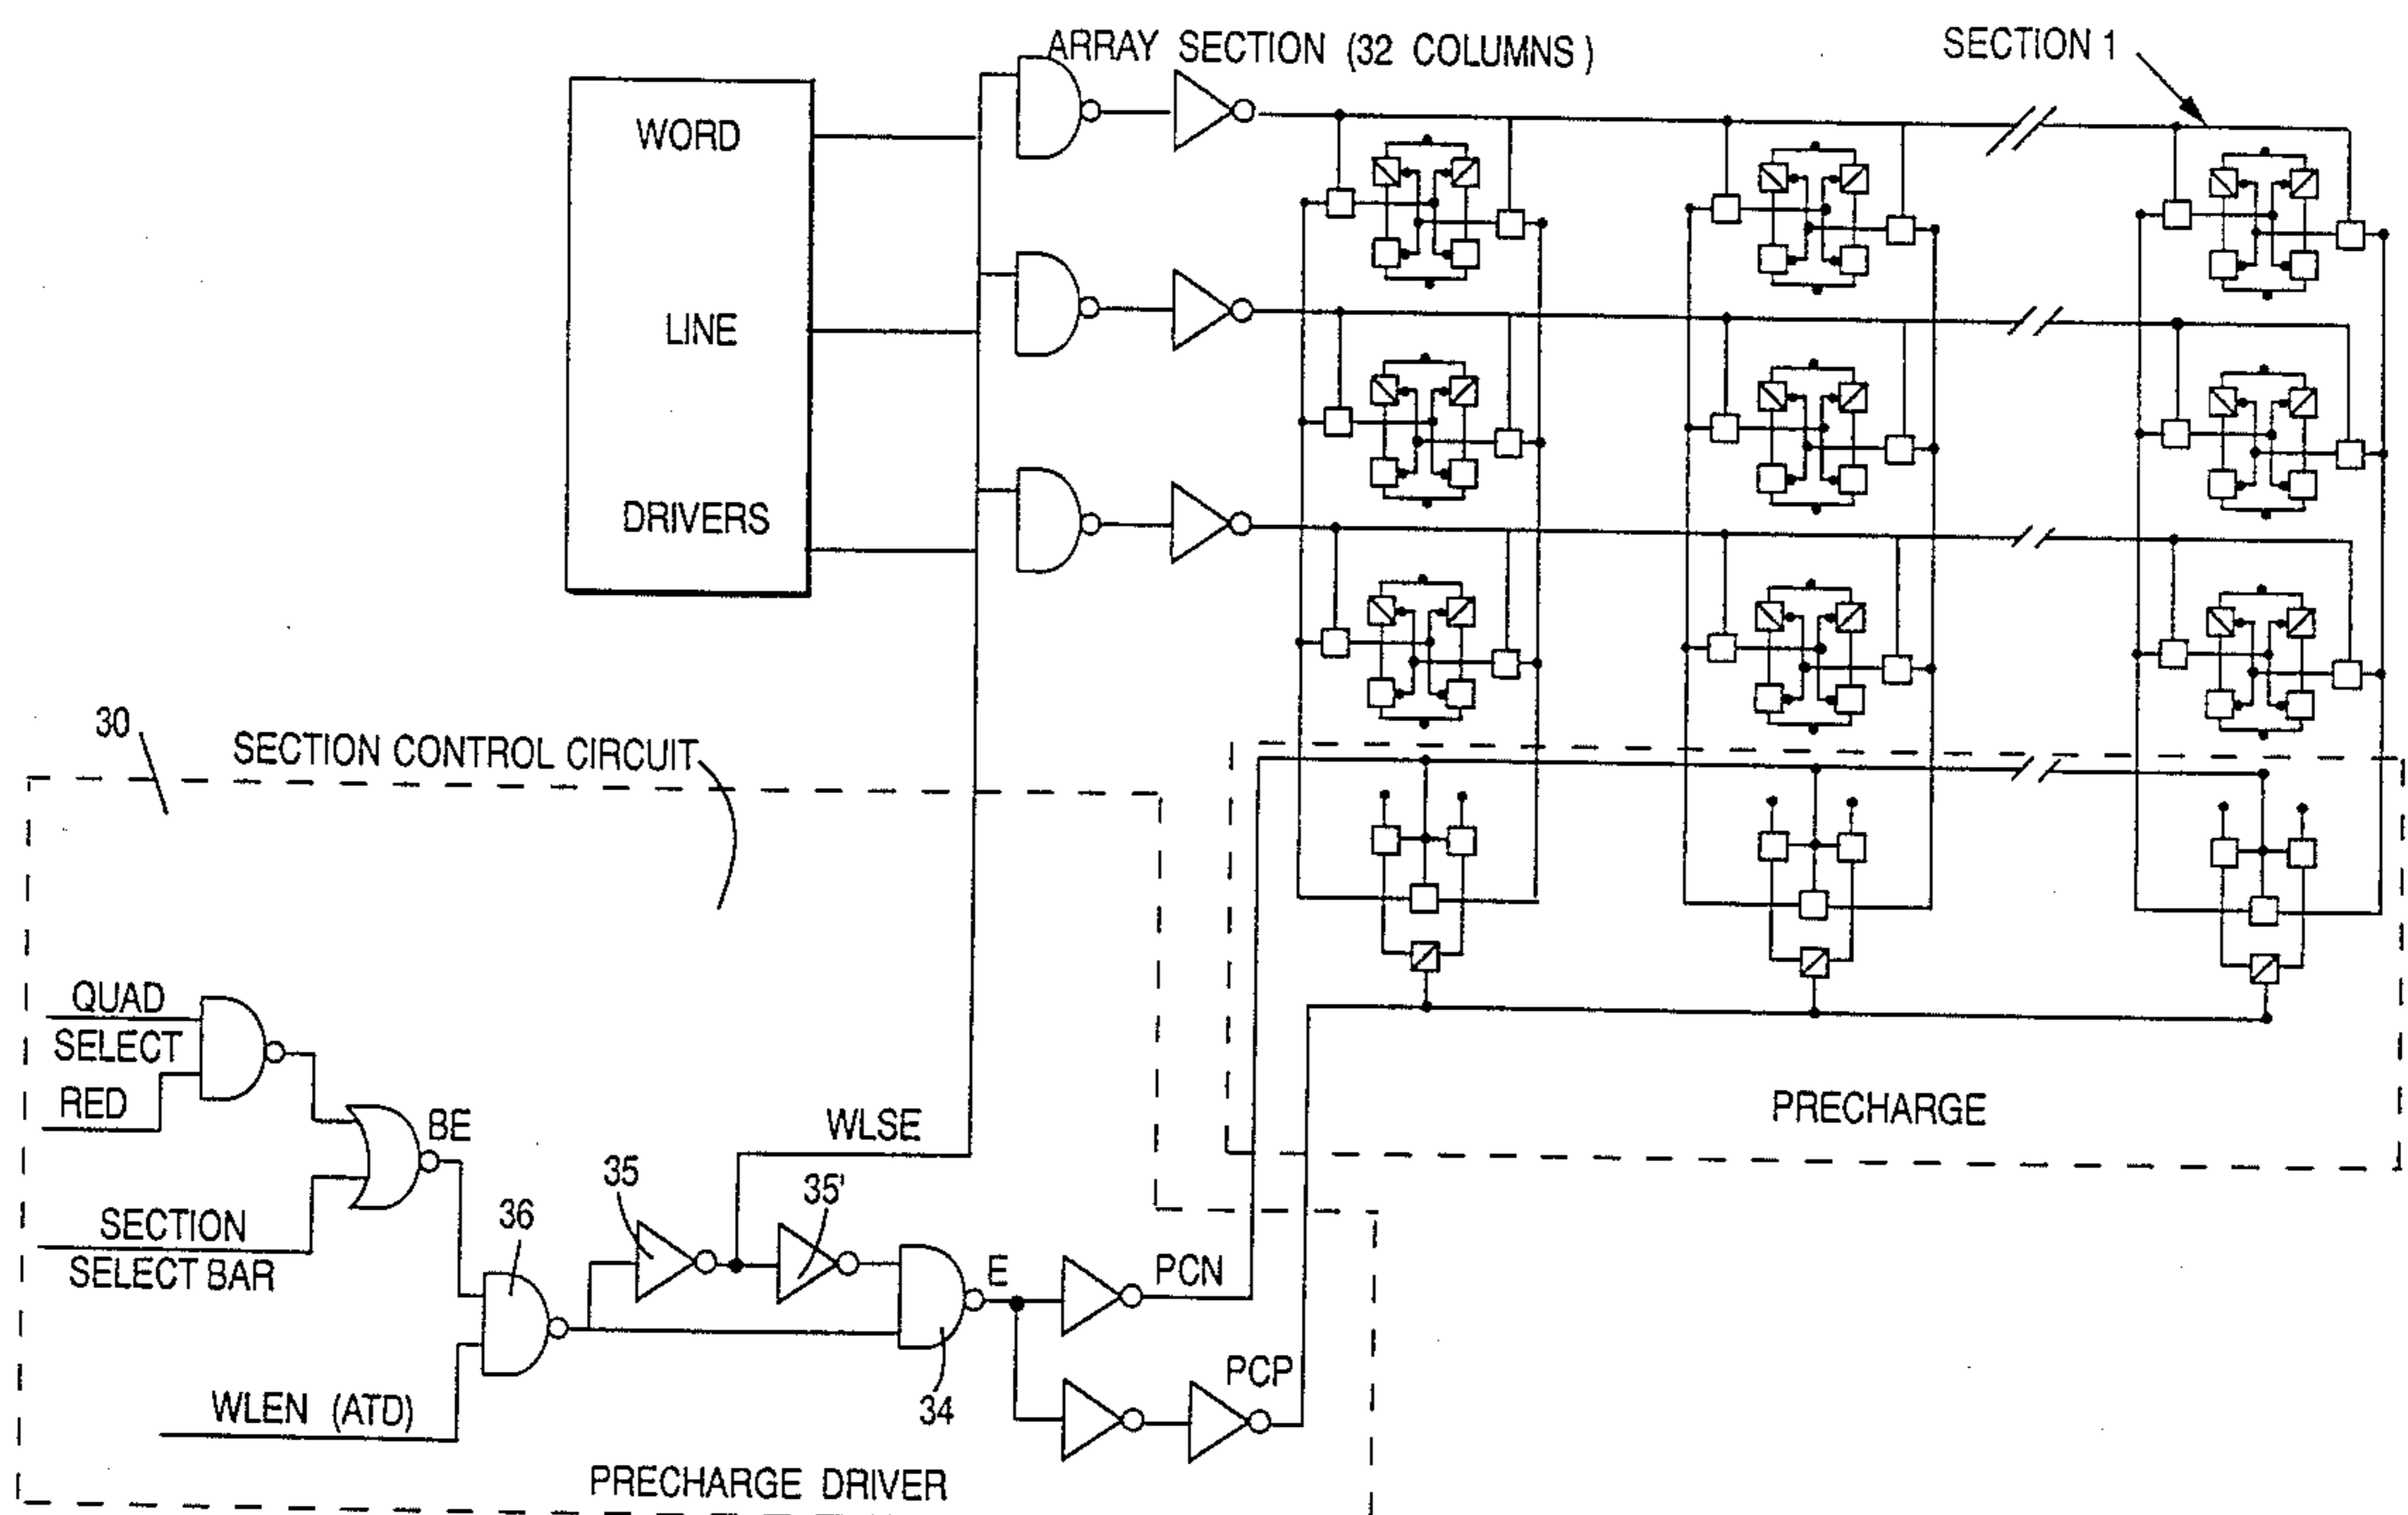 ARRAY SECTION (32 COLUMNS)
SECTION 1
WORD
LINE
DRIVERS
30
SECTION CONTROL CIRCUIT
QUAD
SELECT
RED
BE
SECTION
SELECT BAR
36
35
35'
WLSE
E
PCN
PCP
34
WLEN (ATD)
PRECHARGE
PRECHARGE DRIVER